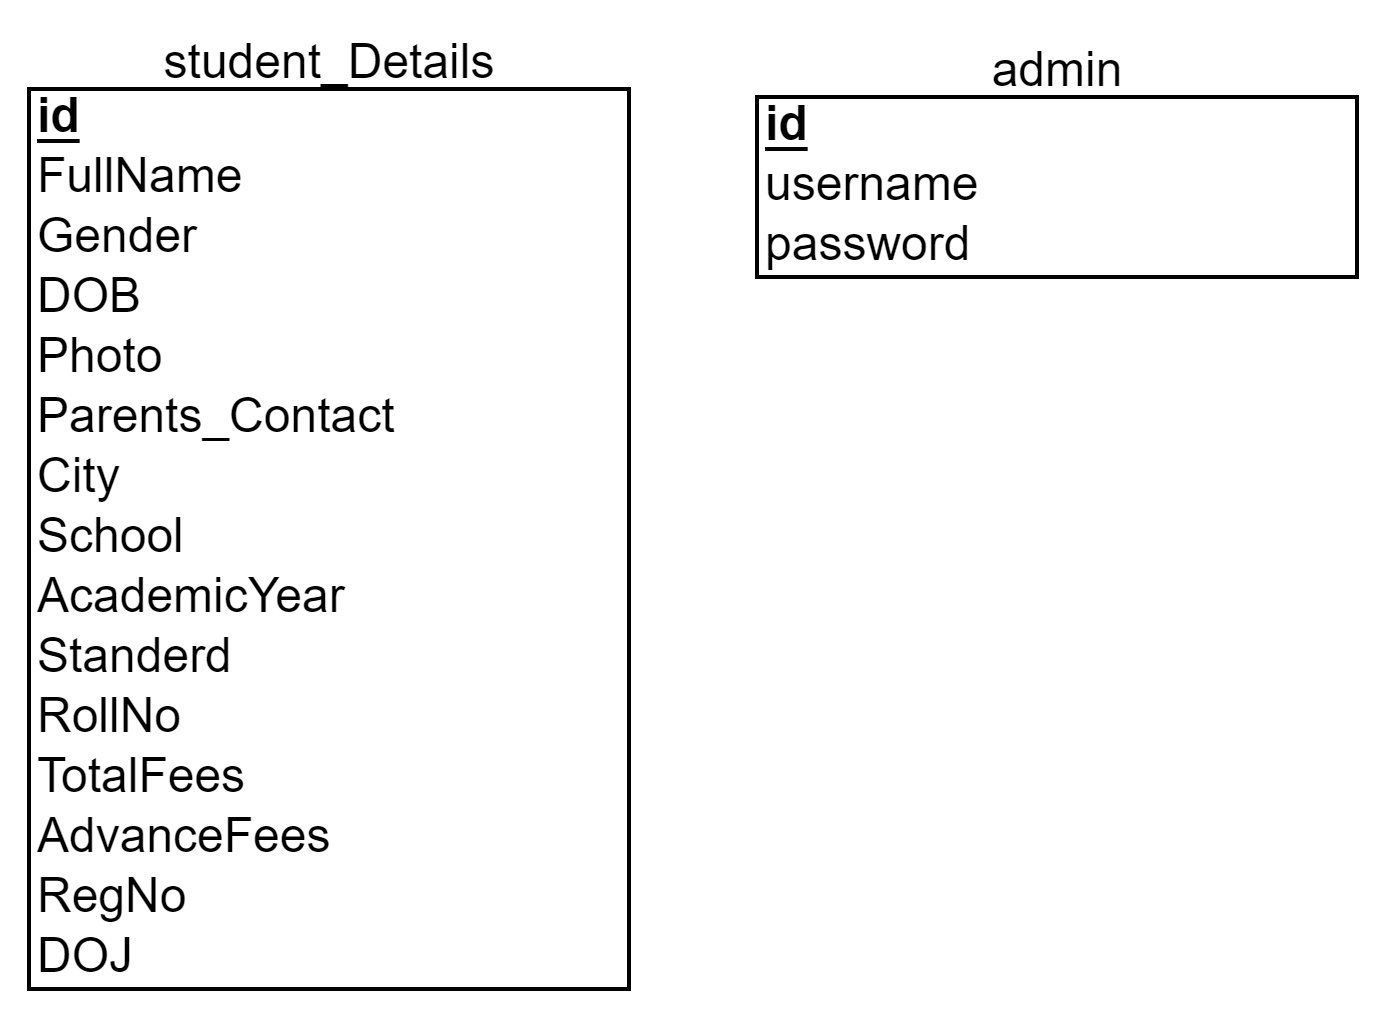 student_Details
id
FullName
Gender
DOB
Photo
Parents_Contact
City
School
AcademicYear
Standerd
RollNo
TotalFees
AdvanceFees
RegNo
DOJ
admin
id
username
password